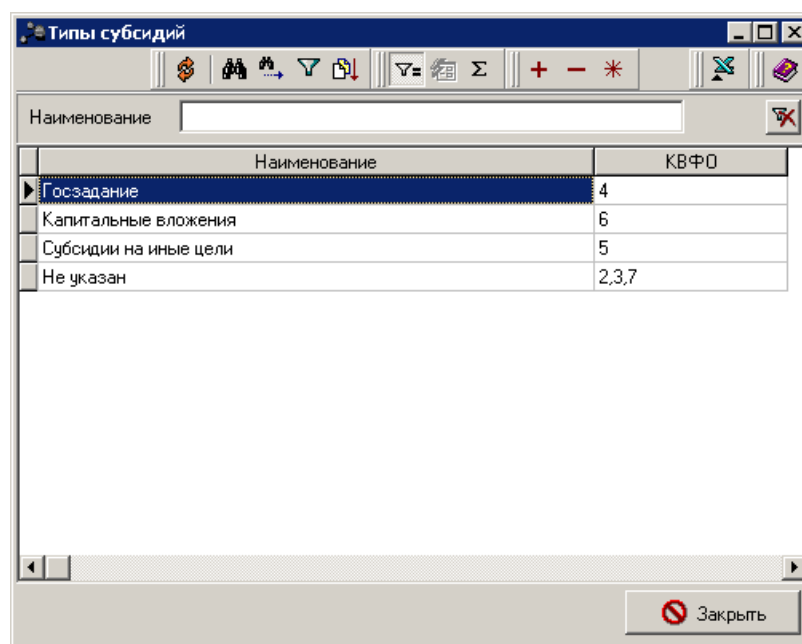 Типы субсидий
Наименование
Наименование КВФО
Госзадание 4
Капитальные вложения 6
Субсидии на иные цели 5
Не указан 2,3,7
Закрыть